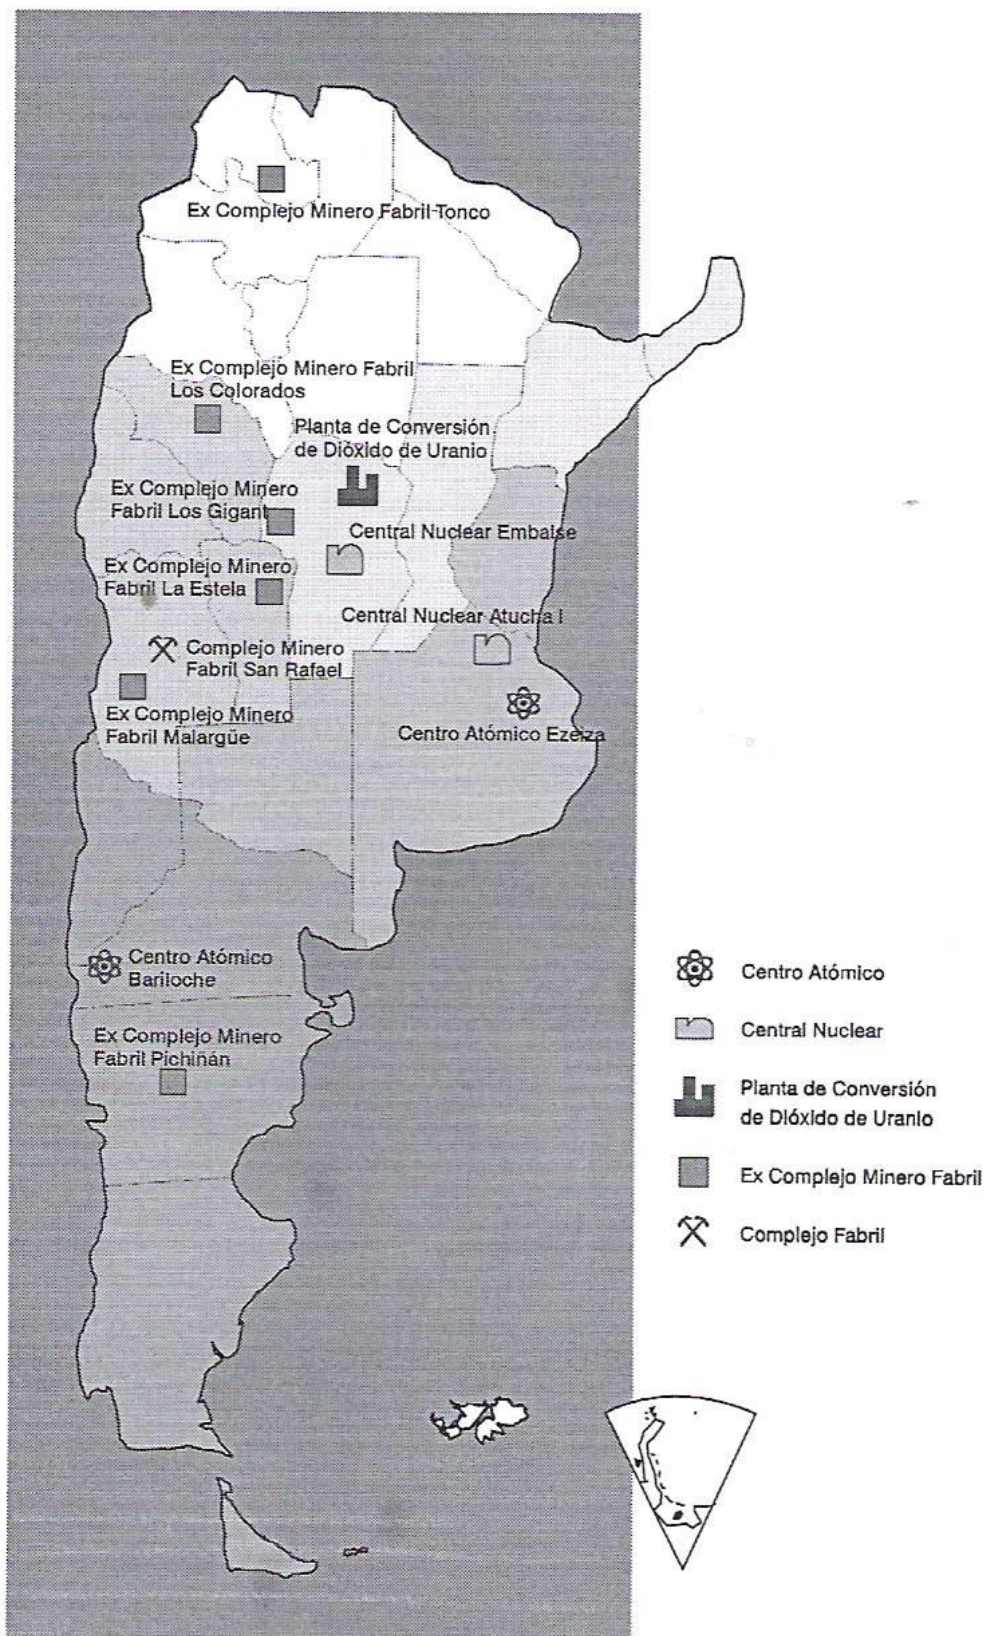 Ex Complejo Minero Fabril Tonco
Ex Complejo Minero Fabril
Los Colorados
Planta de Conversión
de Dióxido de Uranio
Ex Complejo Minero
Fabril Los Gigant
Central Nuclear Embalse
Ex Complejo Minero
Fabril La Estela
Central Nuclear Atucha I
Complejo Minero
Fabril San Rafael
Ex Complejo Minero
Fabril Malargüe
Centro Atómico Ezeiza
Centro Atómico
Bariloche
Ex Complejo Minero
Fabril Pichiñán
Centro Atómico
Central Nuclear
Planta de Conversión
de Dióxido de Uranio
Ex Complejo Minero Fabril
Complejo Fabril